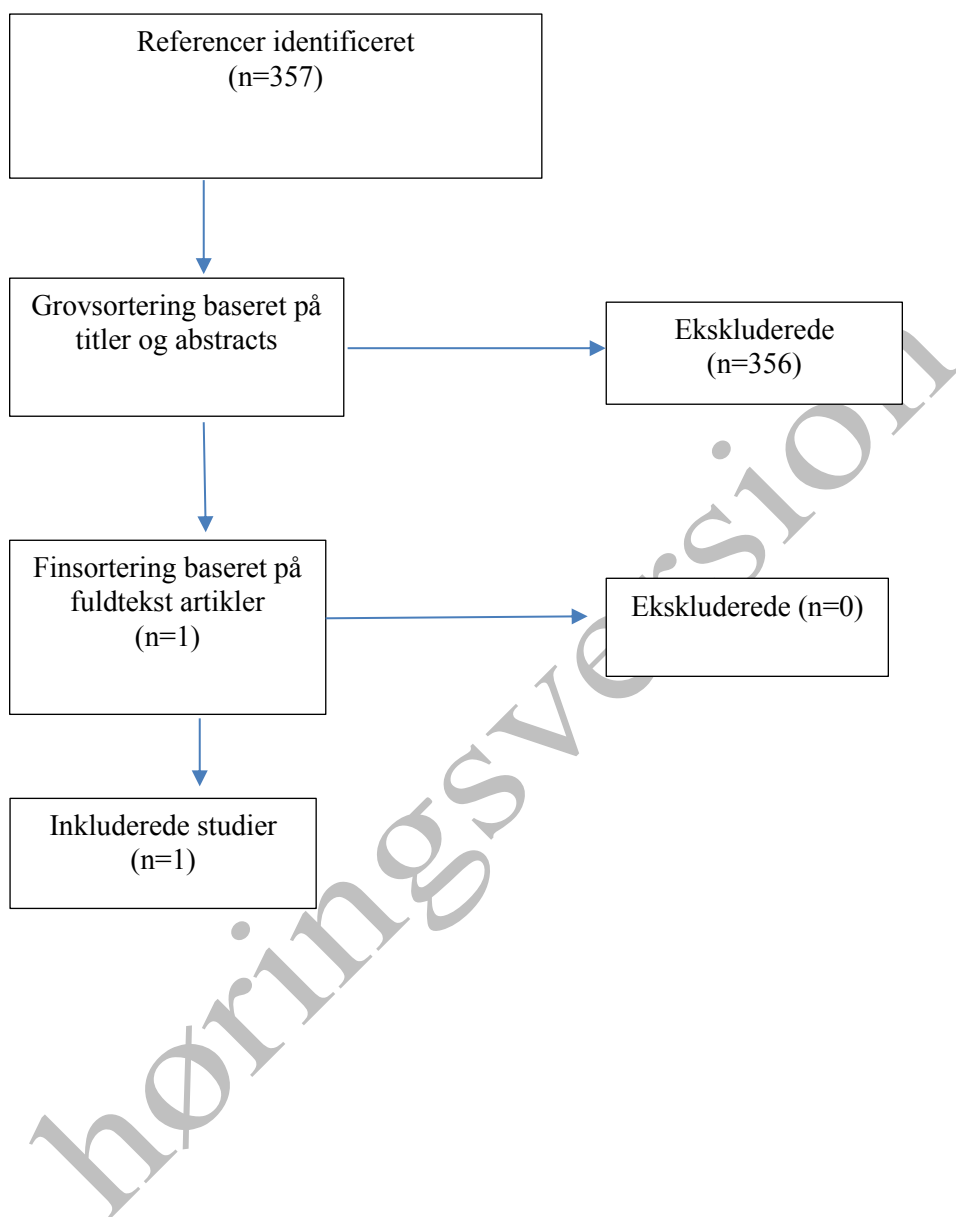 Referencer identificeret
(n=357)
Grovsortering baseret på
titler og abstracts
Ekskluderede
(n=356)
Finsortering baseret på
fuldtekst artikler
(n=1)
Ekskluderede (n=0)
Inkluderede studier
(n=1)
høringsversion